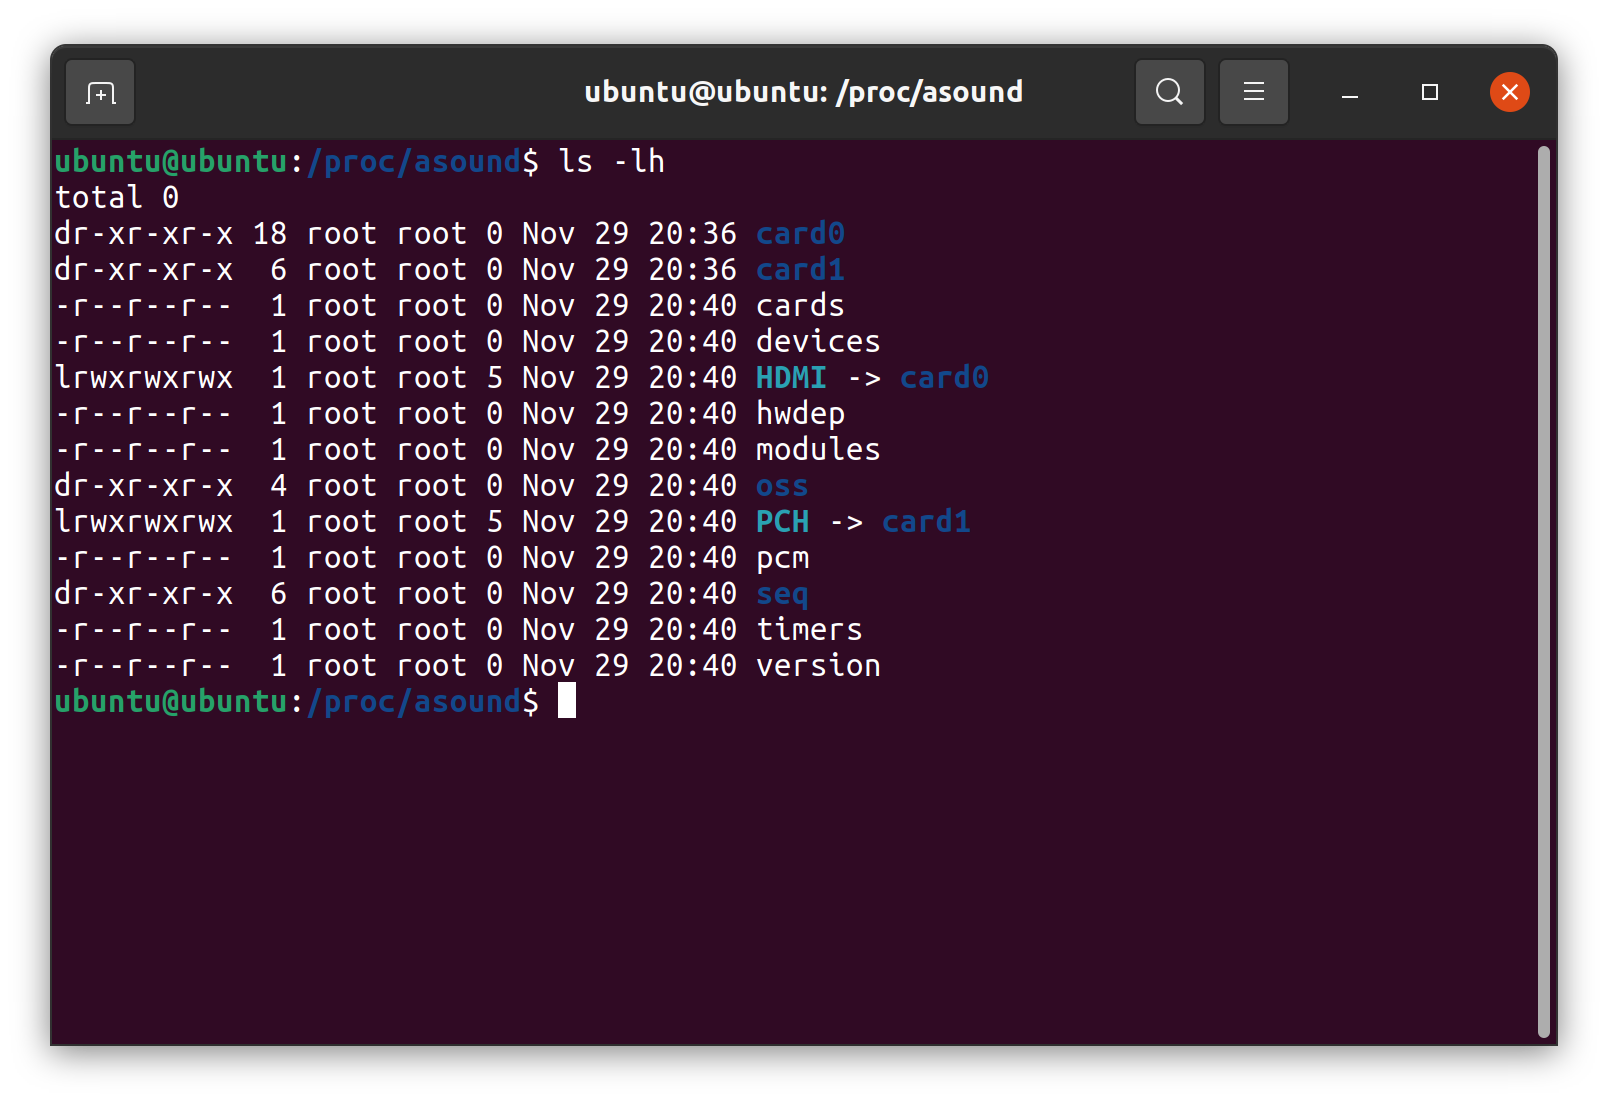 ubuntu@ubuntu: /proc/asound
ubuntu@ubuntu:/proc/asound$ ls -lh
total 0
dr-xr-xr-x 18 root root 0 Nov 29 20:36 card0
dr-xr-xr-x  6 root root 0 Nov 29 20:36 card1
-r--r--r--  1 root root 0 Nov 29 20:40 cards
-r--r--r--  1 root root 0 Nov 29 20:40 devices
lrwxrwxrwx  1 root root 5 Nov 29 20:40 HDMI -> card0
-r--r--r--  1 root root 0 Nov 29 20:40 hwdep
-r--r--r--  1 root root 0 Nov 29 20:40 modules
dr-xr-xr-x  4 root root 0 Nov 29 20:40 oss
lrwxrwxrwx  1 root root 5 Nov 29 20:40 PCH -> card1
-r--r--r--  1 root root 0 Nov 29 20:40 pcm
dr-xr-xr-x  6 root root 0 Nov 29 20:40 seq
-r--r--r--  1 root root 0 Nov 29 20:40 timers
-r--r--r--  1 root root 0 Nov 29 20:40 version
ubuntu@ubuntu:/proc/asound$